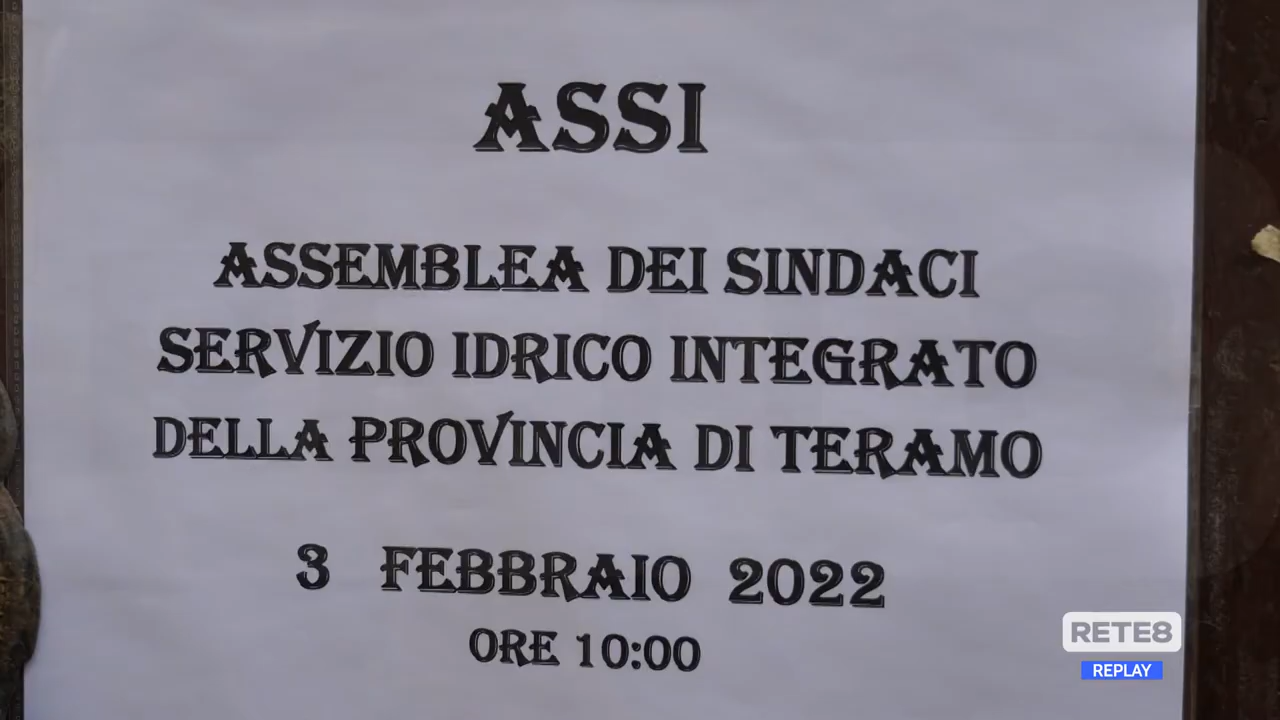 ASSI
ASSEMBLEA DEI SINDACI
SERVIZIO IDRICO INTEGRATO
DELLA PROVINCIA DI TERAMO
3 FEBBRAIO 2022
ORE 10:00
RETE8
REPLAY